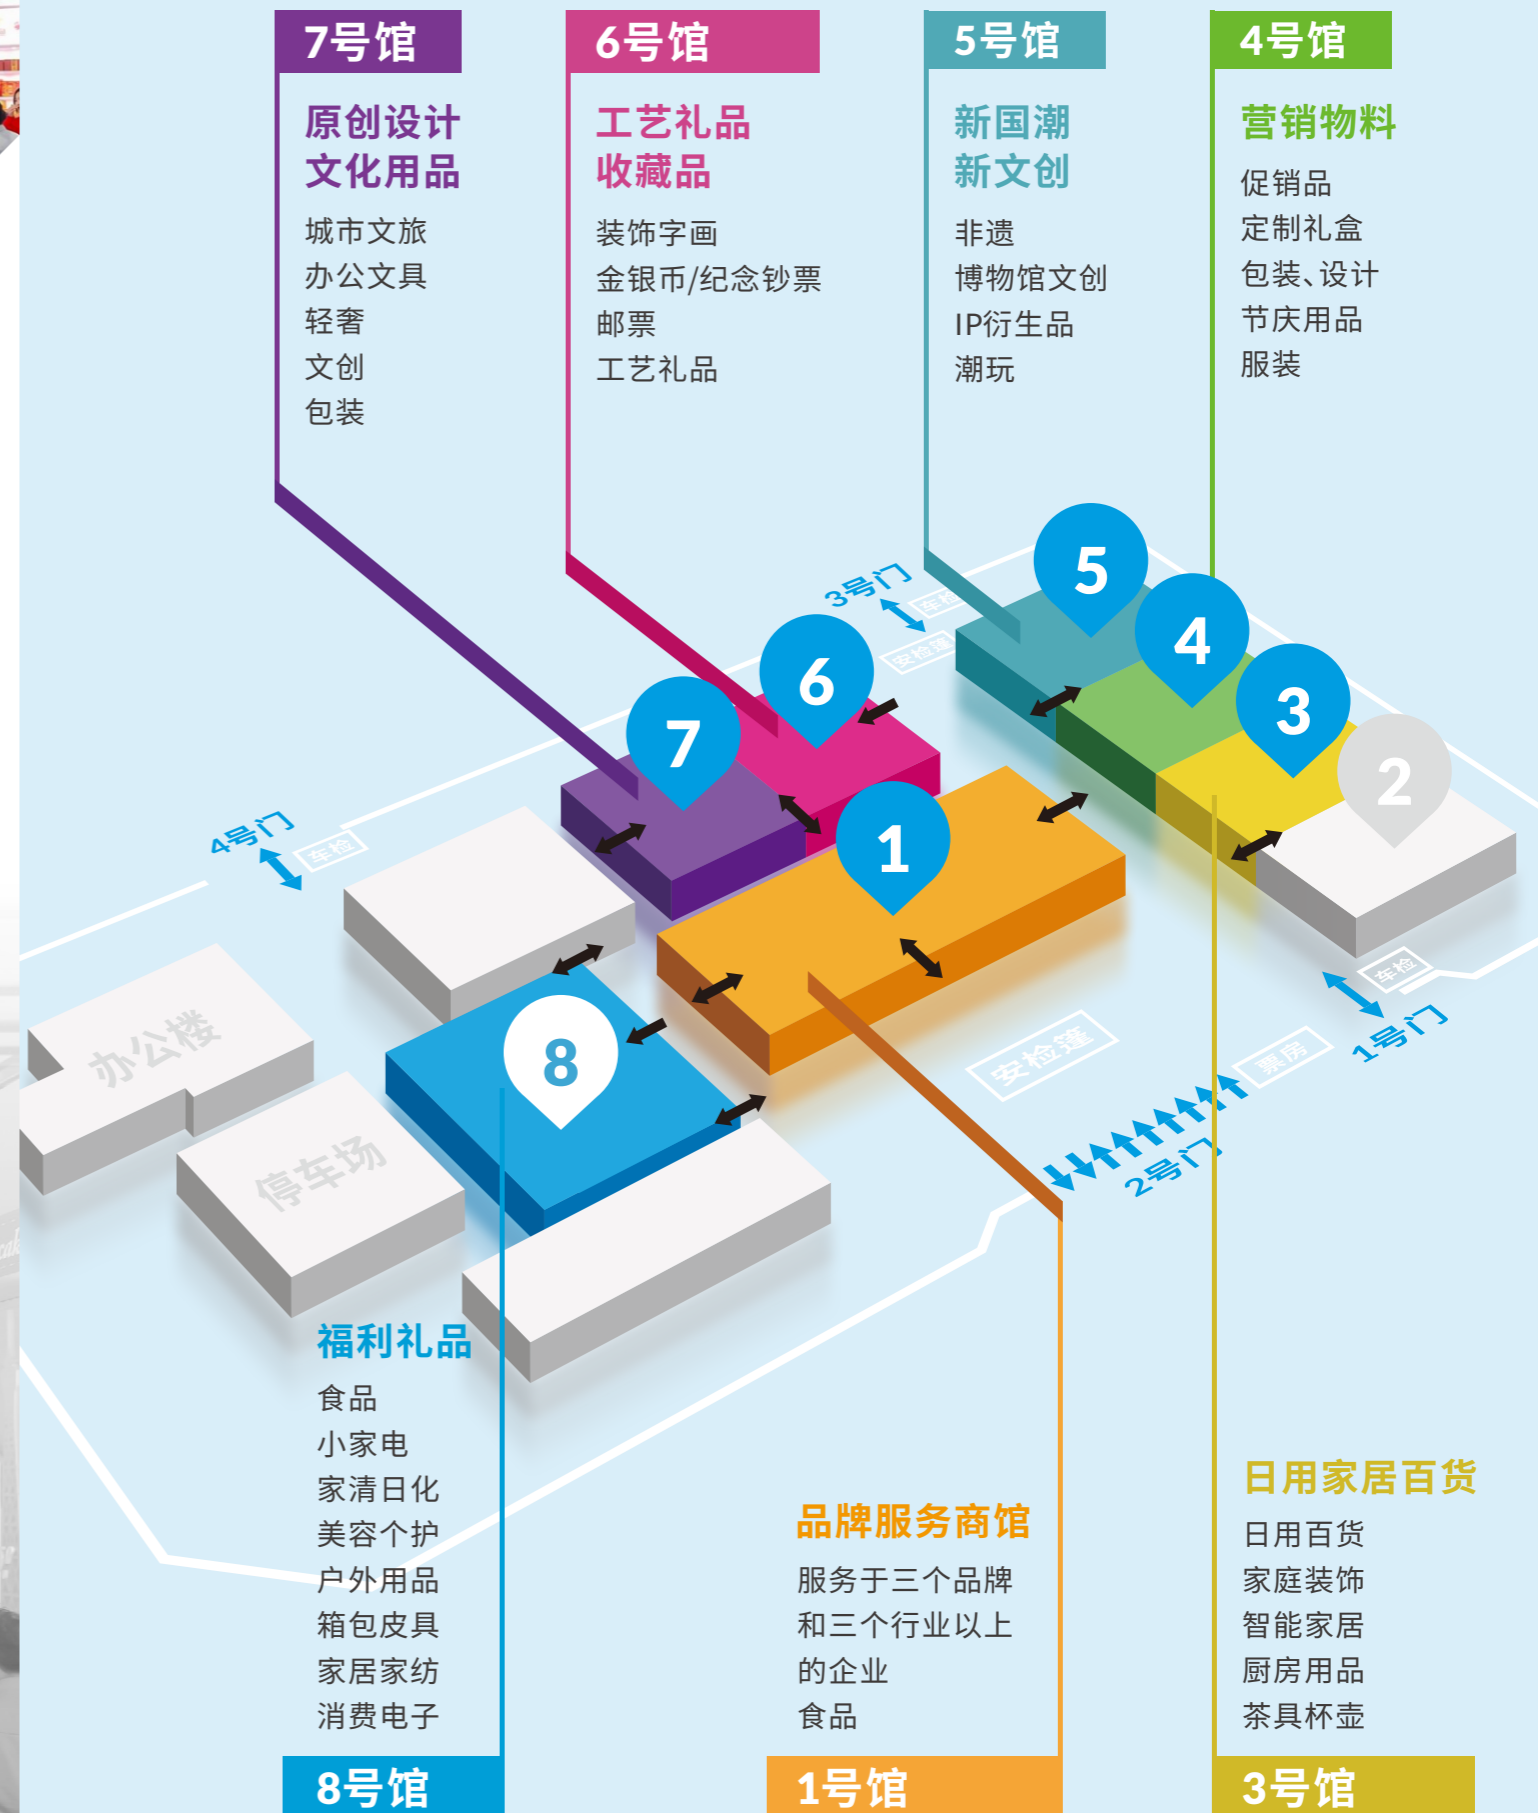 7号馆
原创设计
文化用品
城市文旅
办公文具
轻奢
文创
包装
6号馆
工艺礼品
收藏品
装饰字画
金银币/纪念钞票
邮票
工艺礼品
5号馆
新国潮
新文创
非遗
博物馆文创
IP衍生品
潮玩
4号馆
营销物料
促销品
定制礼盒
包装、设计
节庆用品
服装
5
3号门
车检
4
安检篷
6
3
7
2
4号门
车检
1
车检
1号门
办公楼
8
安检篷
票房
停车场
2号门
福利礼品
食品
小家电
家清日化
美容个护
户外用品
箱包皮具
家居家纺
消费电子
8号馆
品牌服务商馆
服务于三个品牌
和三个行业以上
的企业
食品
1号馆
日用家居百货
日用百货
家庭装饰
智能家居
厨房用品
茶具杯壶
3号馆